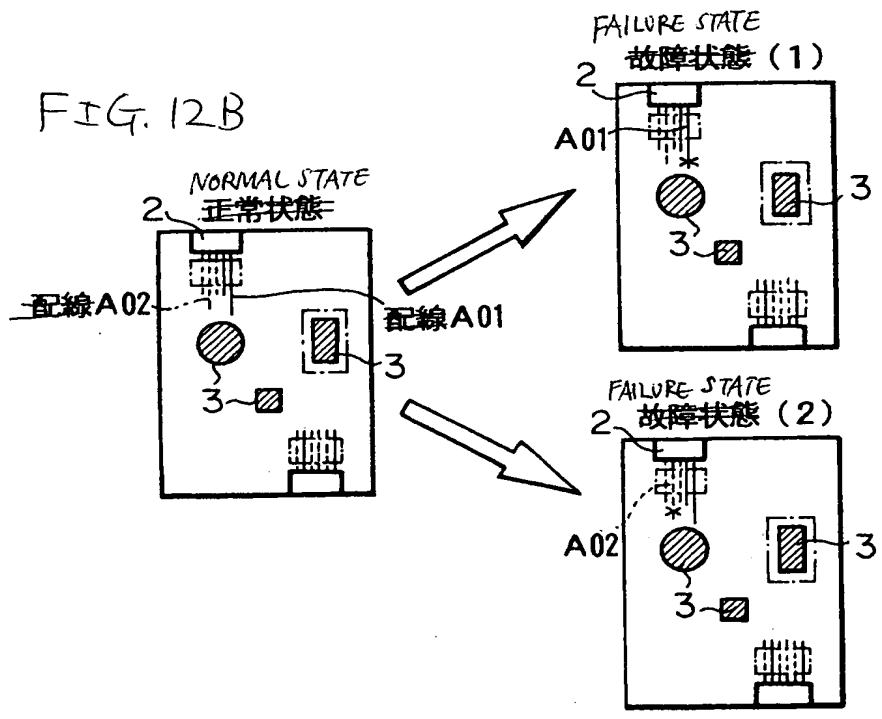 FIG. 12B
NORMAL STATE
正常状態
2
配線A02
配線A01
3
3
FAILURE STATE
故障状態(1)
2
A01
3
3
FAILURE STATE
故障状態(2)
2
A02
3
3